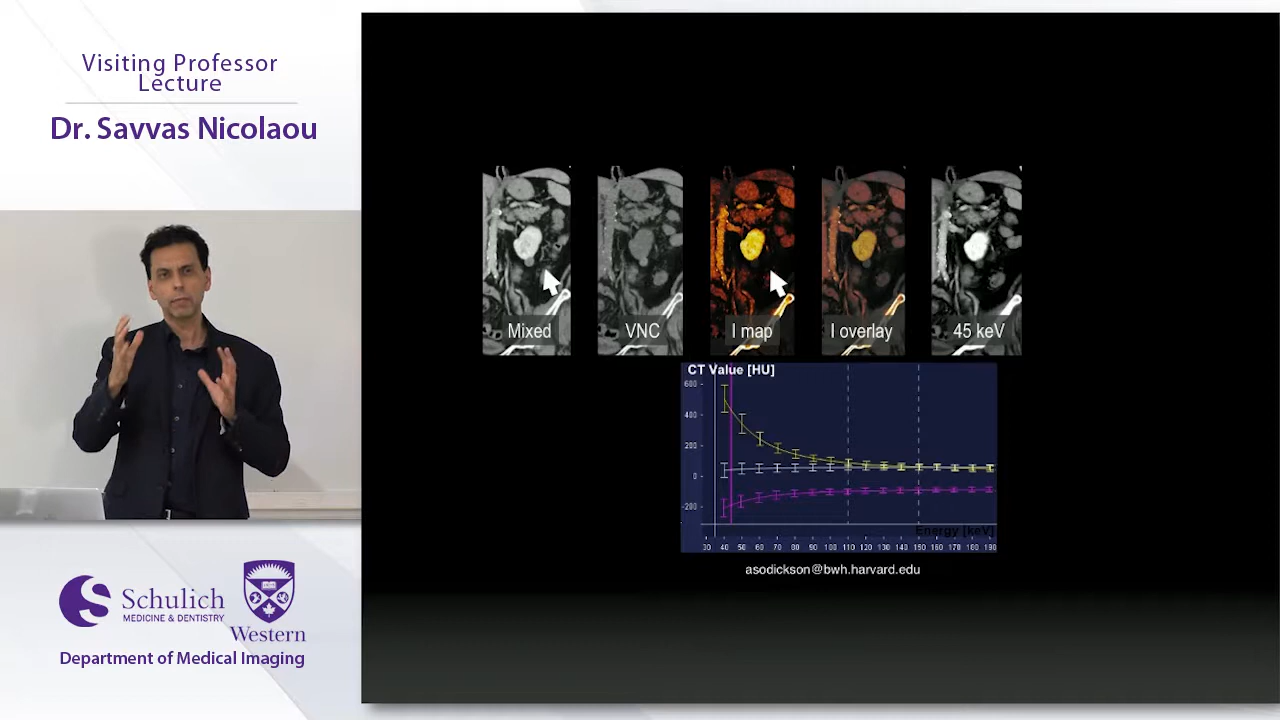 Visiting Professor
Lecture
Dr. Savvas Nicolaou
Schulich
MEDICINE & DENTISTRY
Western
Department of Medical Imaging
Mixed
VNC
I map
I overlay
45 keV
CT Value [HU]
600
400
200
0
-200
Energy [keV]
30 40 50 60 70 80 90 100 110 120 130 140 150 160 170 180 190
asodickson@bwh.harvard.edu